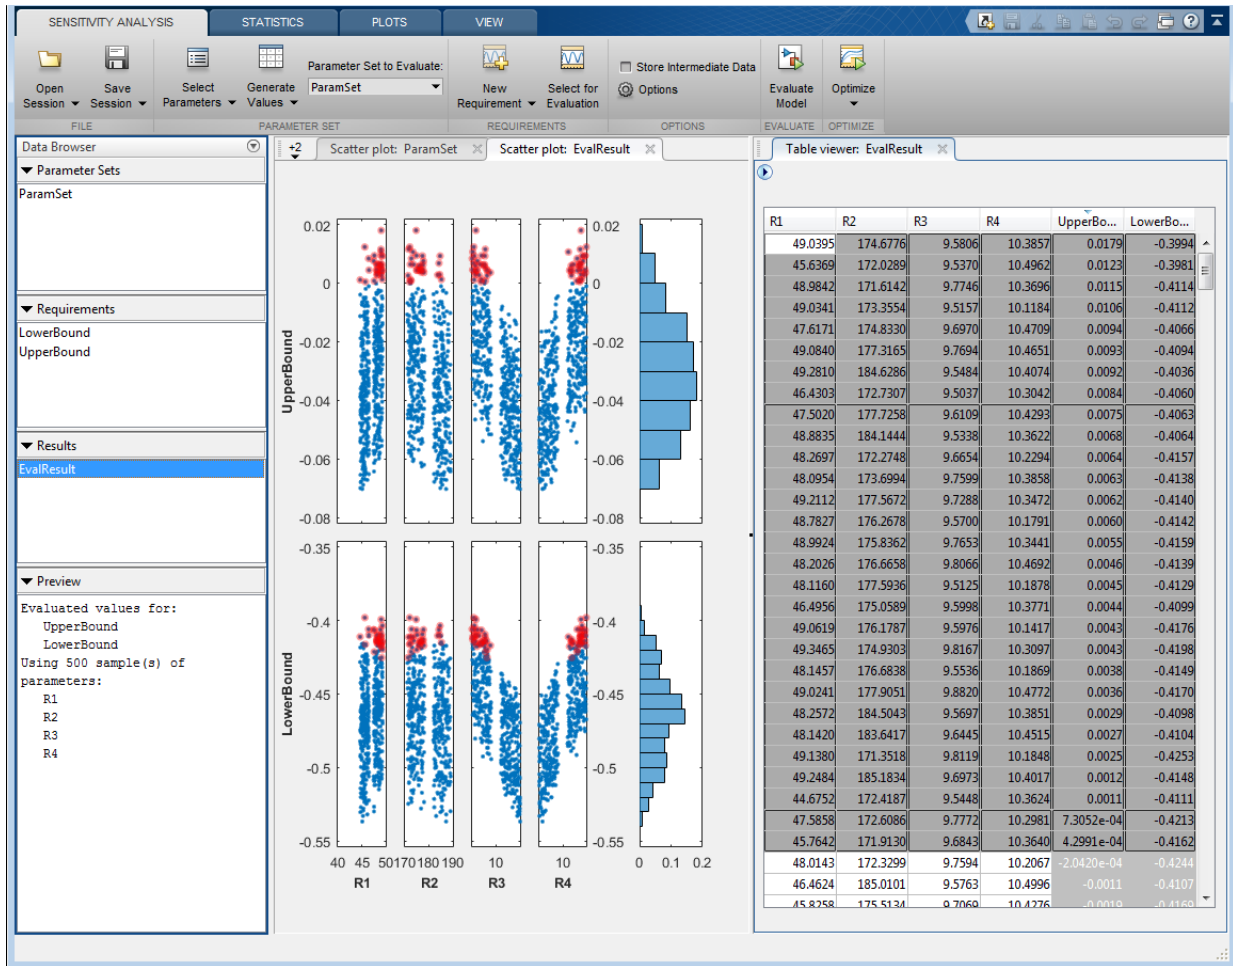 SENSITIVITY ANALYSIS STATISTICS PLOTS VIEW
Open Session
Save Session
Select Parameters
Generate Values
Parameter Set to Evaluate:
ParamSet
New Requirement
Select for Evaluation
Store Intermediate Data
Options
Evaluate Model
Optimize
FILE PARAMETER SET REQUIREMENTS OPTIONS EVALUATE OPTIMIZE
Data Browser
Parameter Sets
ParamSet
Requirements
LowerBound
UpperBound
Results
EvalResult
Preview
Evaluated values for:
UpperBound
LowerBound
Using 500 sample(s) of
parameters:
R1
R2
R3
R4
+2 Scatter plot: ParamSet Scatter plot: EvalResult
0.02 0.02
0 0
-0.02 -0.02
-0.04 -0.04
-0.06 -0.06
-0.08 -0.08
UpperBound
-0.35 -0.35
-0.4 -0.4
-0.45 -0.45
-0.5 -0.5
-0.55 -0.55
LowerBound
40 45 50 170 180 190 10 10 0 0.1 0.2
R1 R2 R3 R4
Table viewer: EvalResult
R1 R2 R3 R4 UpperBo... LowerBo...
49.0395 174.6776 9.5806 10.3857 0.0179 -0.3994
45.6369 172.0289 9.5370 10.4962 0.0123 -0.3981
48.9842 171.6142 9.7746 10.3696 0.0115 -0.4114
49.0341 173.3554 9.5157 10.1184 0.0106 -0.4112
47.6171 174.8330 9.6970 10.4709 0.0094 -0.4066
49.0840 177.3165 9.7694 10.4651 0.0093 -0.4094
49.2810 184.6286 9.5484 10.4074 0.0092 -0.4036
46.4303 172.7307 9.5037 10.3042 0.0084 -0.4060
47.5020 177.7258 9.6109 10.4293 0.0075 -0.4063
48.8835 184.1444 9.5338 10.3622 0.0068 -0.4064
48.2697 172.2748 9.6654 10.2294 0.0064 -0.4157
48.0954 173.6994 9.7599 10.3858 0.0063 -0.4138
49.2112 177.5672 9.7288 10.3472 0.0062 -0.4140
48.7827 176.2678 9.5700 10.1791 0.0060 -0.4142
48.9924 175.8362 9.7653 10.3441 0.0055 -0.4159
48.2026 176.6658 9.8066 10.4692 0.0046 -0.4139
48.1160 177.5936 9.5125 10.1878 0.0045 -0.4129
46.4956 175.0589 9.5998 10.3771 0.0044 -0.4099
49.0619 176.1787 9.5976 10.1417 0.0043 -0.4176
49.3465 174.9303 9.8167 10.3097 0.0043 -0.4198
48.1457 176.6838 9.5536 10.1869 0.0038 -0.4149
49.0241 177.9051 9.8820 10.4772 0.0036 -0.4170
48.2572 184.5043 9.5697 10.3851 0.0029 -0.4098
48.1420 183.6417 9.6445 10.4515 0.0027 -0.4104
49.1380 171.3518 9.8119 10.1848 0.0025 -0.4253
49.2484 185.1834 9.6973 10.4017 0.0012 -0.4148
44.6752 172.4187 9.5448 10.3624 0.0011 -0.4111
47.5858 172.6086 9.7772 10.2981 7.3052e-04 -0.4213
45.7642 171.9130 9.6843 10.3640 4.2991e-04 -0.4162
48.0143 172.3299 9.7594 10.2067 -2.0420e-04 -0.4244
46.4624 185.0101 9.5763 10.4996 -0.0011 -0.4107
45.8258 175.5134 9.7069 10.4276 -0.0019 -0.4169